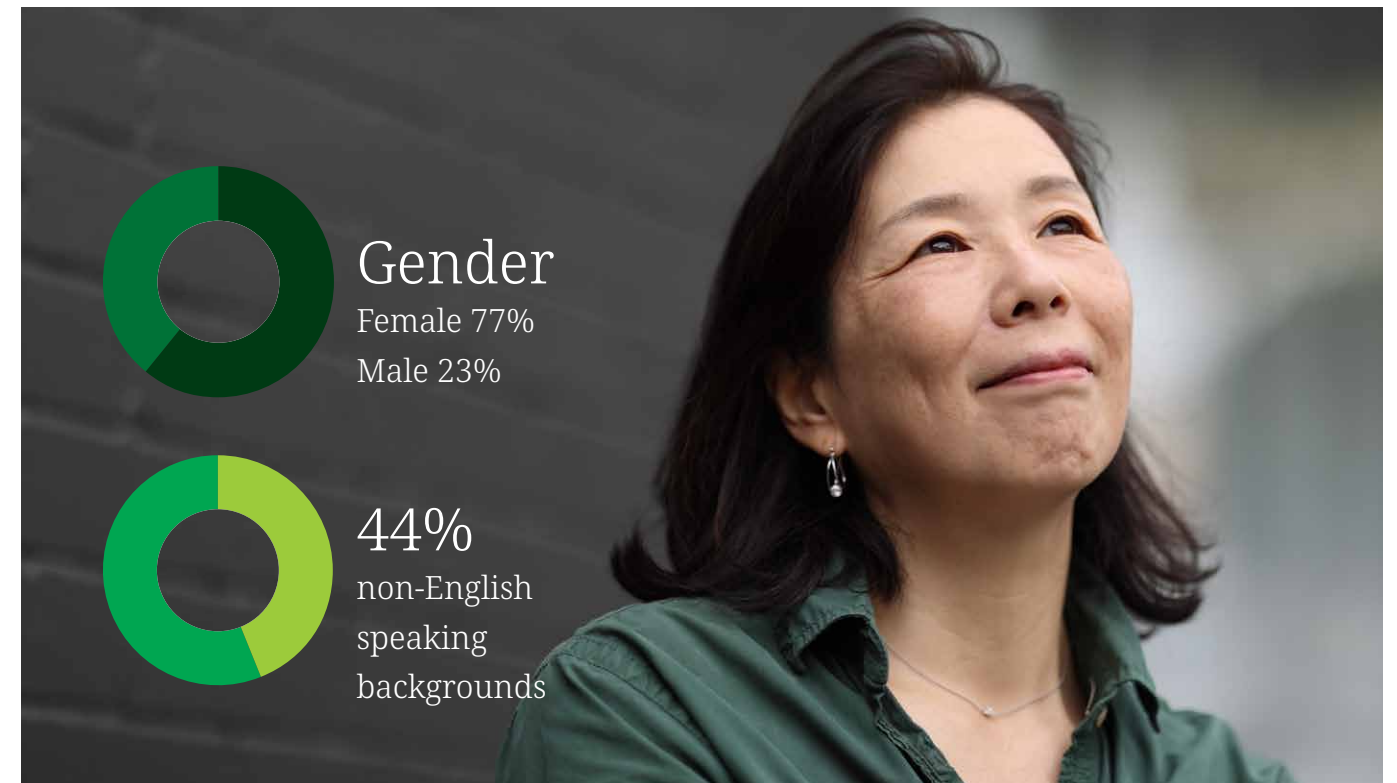 Gender
Female 77%
Male 23%
44%
non-English
speaking
backgrounds